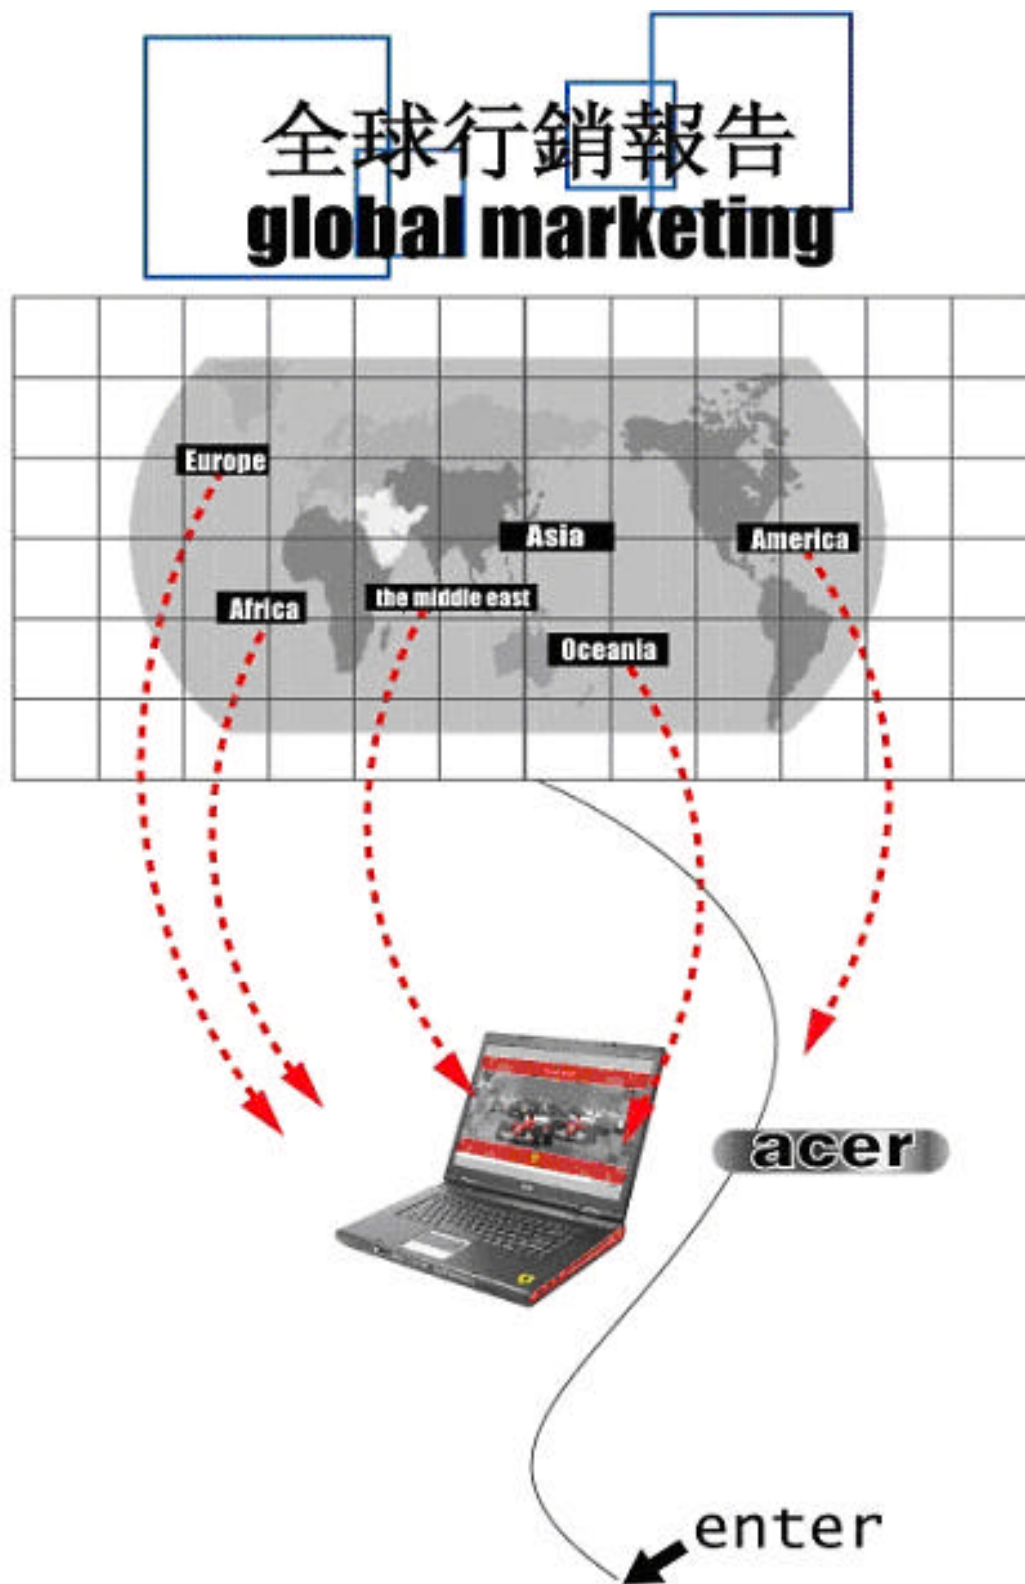 全球行銷報告
global marketing
Europe
Asia
America
Africa
the middle east
Oceania
acer
enter